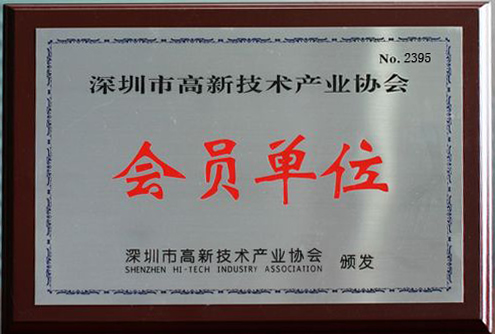 No. 2395
深圳市高新技术产业协会
会员单位
深圳市高新技术产业协会 颁发
SHENZHEN HI-TECH INDUSTRY ASSOCIATION